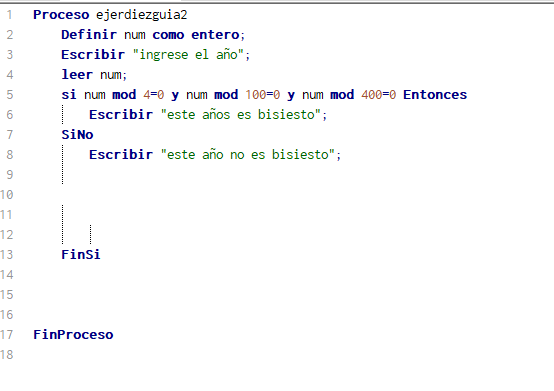 1 Proceso ejerdiezguia2
2 Definir num como entero;
3 Escribir "ingrese el año";
4 leer num;
5 si num mod 4=0 y num mod 100=0 y num mod 400=0 Entonces
6 Escribir "este años es bisiesto";
7 SiNo
8 Escribir "este año no es bisiesto";
9
10
11
12
13 FinSi
14
15
16
17 FinProceso
18